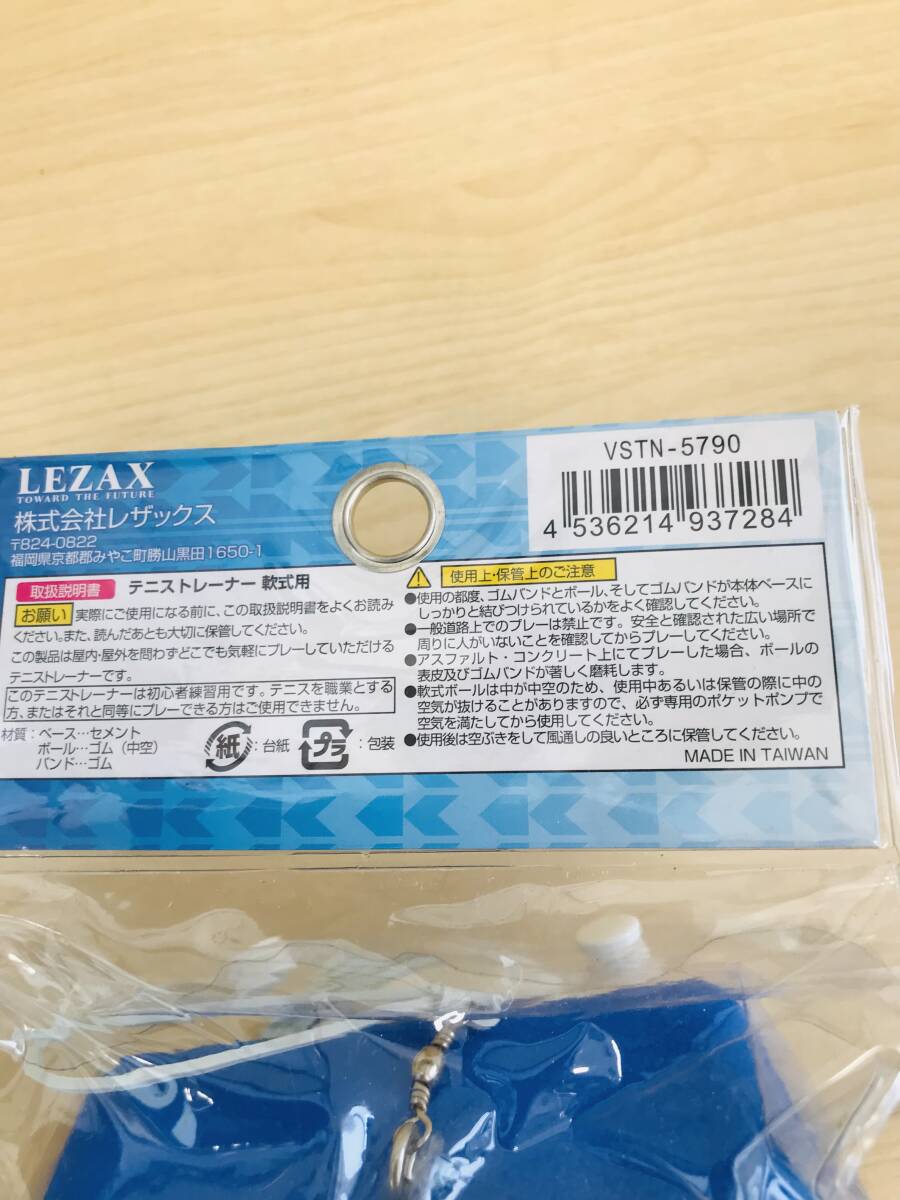 LEZAX
TOWARD THE FUTURE
株式会社レザックス
〒824-0822
福岡県京都郡みやこ町勝山黒田1650-1
VSTN-5790
4 536214 937284
取扱説明書 テニストレーナー 軟式用
お願い 実際にご使用になる前に、この取扱説明書をよくお読み
ください。また、読んだあとも大切に保管してください。
この製品は屋内・屋外を問わずどこでも気軽にプレーしていただける
テニストレーナーです。
このテニストレーナーは初心者練習用です。テニスを職業とする
方、またはそれと同等にプレーできる方はご使用できません。
材質：ベース…セメント
ボール…ゴム（中空）
バンド…ゴム
紙：台紙
プラ：包装
使用上・保管上のご注意
●使用の都度、ゴムバンドとボール、そしてゴムバンドが本体ベースに
しっかりと結びつけられているかをよく確認してください。
●一般道路上でのプレーは禁止です。安全と確認された広い場所で
周りに人がいないことを確認してからプレーしてください。
●アスファルト・コンクリート上にてプレーした場合、ボールの
表皮及びゴムバンドが著しく磨耗します。
●軟式ボールは中が中空のため、使用中あるいは保管の際に中の
空気が抜けることがありますので、必ず専用のポケットポンプで
空気を満たしてから使用してください。
●使用後は空ぶきをして風通しの良いところに保管してください。
MADE IN TAIWAN